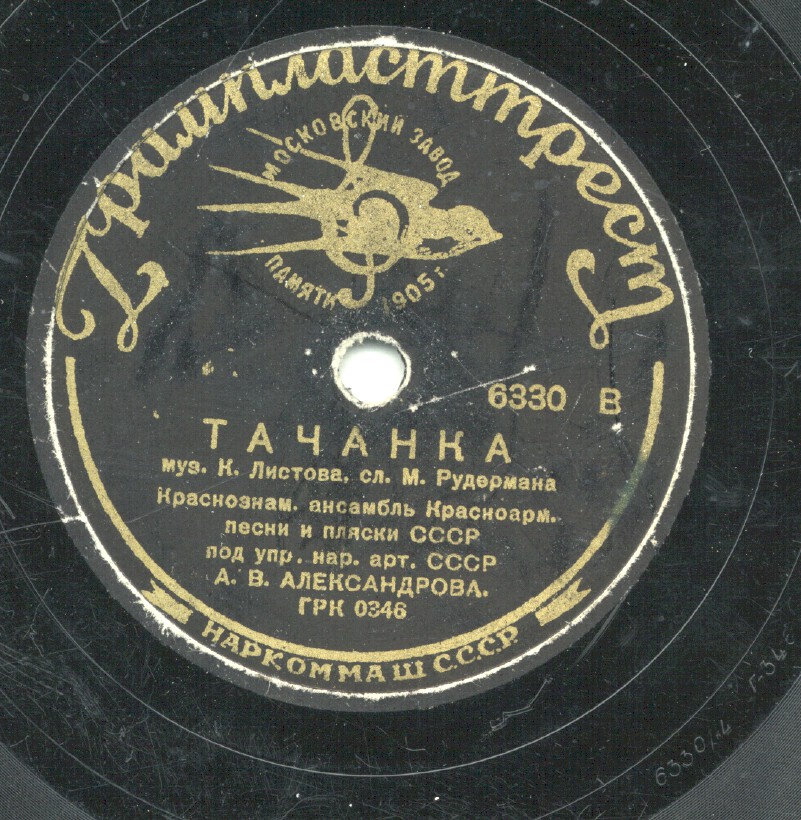 Грампласттрест
МОСКОВСКИЙ ЗАВОД
ПАМЯТИ 1905 г.
6330 В
ТАЧАНКА
муз. К. Листова, сл. М. Рудермана
Краснознам. ансамбль Красноарм.
песни и пляски СССР
под упр. нар. арт. СССР
А. В. АЛЕКСАНДРОВА.
ГРК 0346
НАРКОММАШ С.С.С.Р.
6330/-4